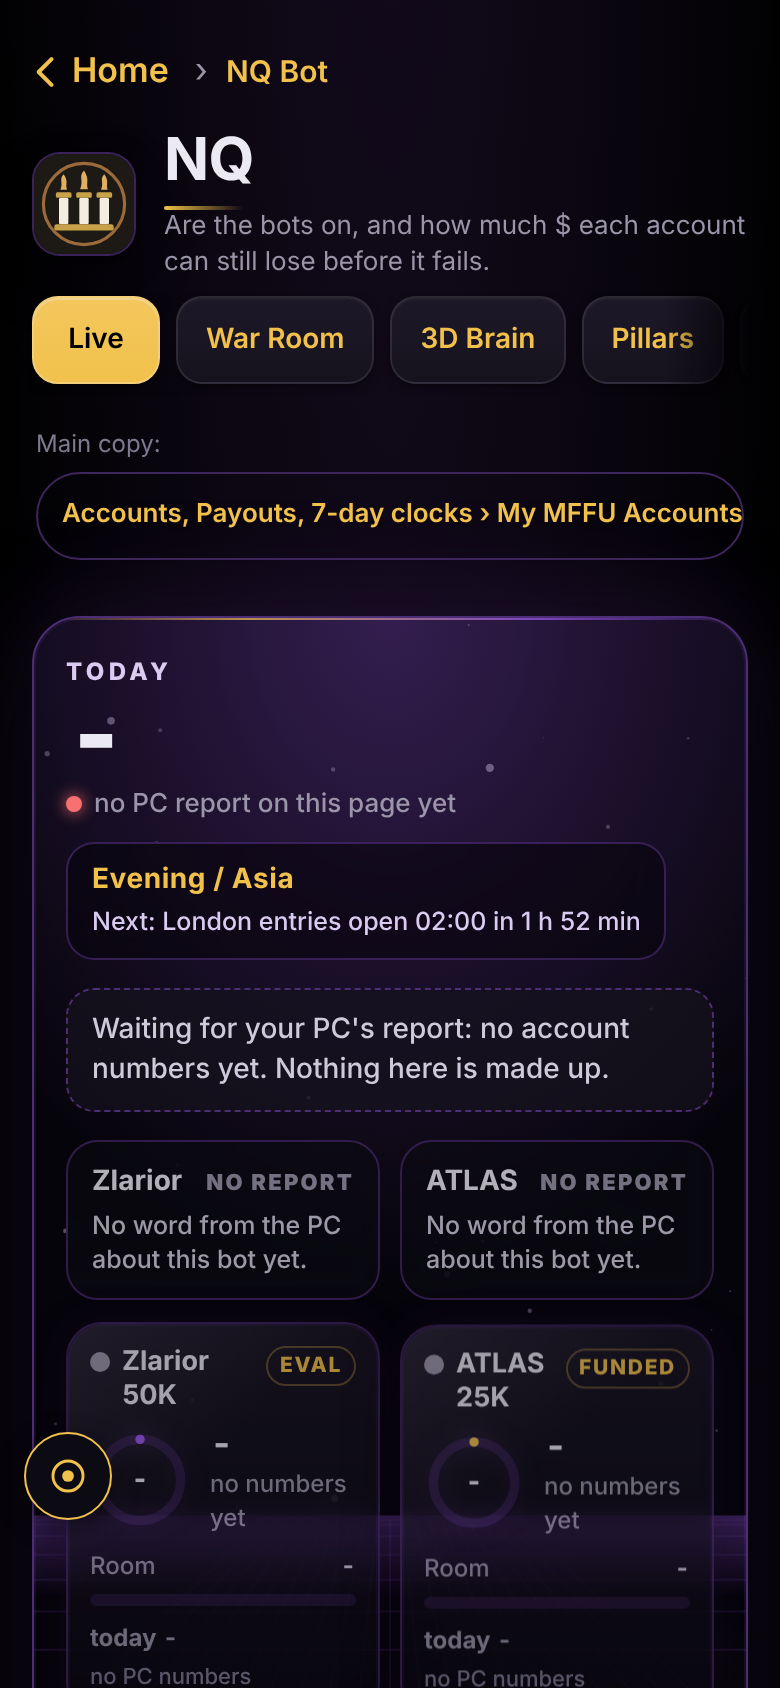 Home › NQ Bot
NQ
Are the bots on, and how much $ each account
can still lose before it fails.
Live War Room 3D Brain Pillars
Main copy:
Accounts, Payouts, 7-day clocks › My MFFU Accounts
TODAY
-
no PC report on this page yet
Evening / Asia
Next: London entries open 02:00 in 1 h 52 min
Waiting for your PC's report: no account
numbers yet. Nothing here is made up.
Zlarior NO REPORT
No word from the PC
about this bot yet.
ATLAS NO REPORT
No word from the PC
about this bot yet.
Zlarior
50K
EVAL
-
-
no numbers
yet
Room -
today -
no PC numbers
ATLAS
25K
FUNDED
-
-
no numbers
yet
Room -
today -
no PC numbers